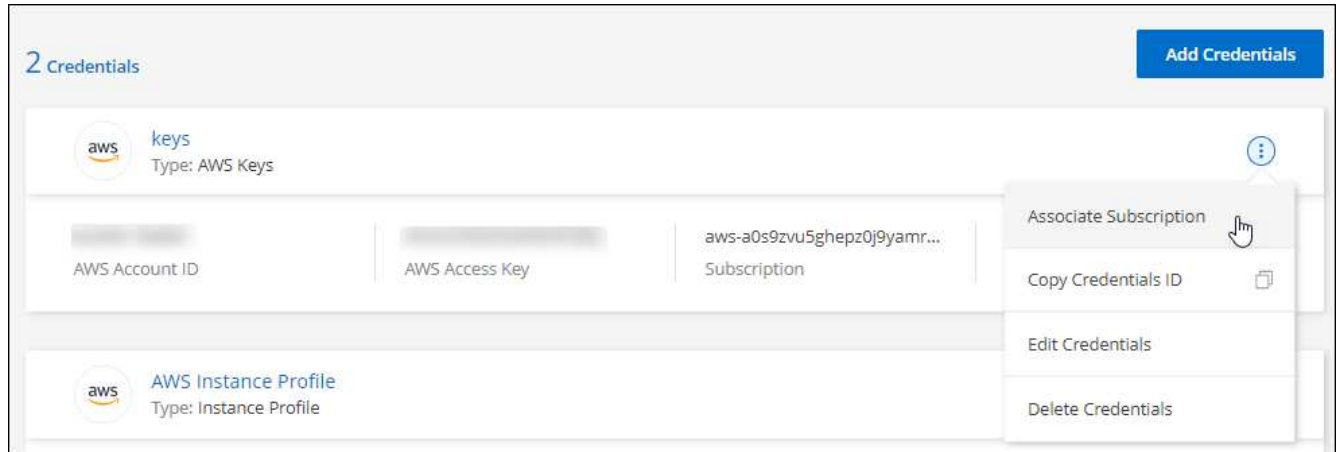 2 Credentials
Add Credentials
aws
keys
Type: AWS Keys
Associate Subscription
aws-a0s9zvu5ghepz0j9yamr...
AWS Account ID
AWS Access Key
Subscription
Copy Credentials ID
Edit Credentials
aws
AWS Instance Profile
Type: Instance Profile
Delete Credentials